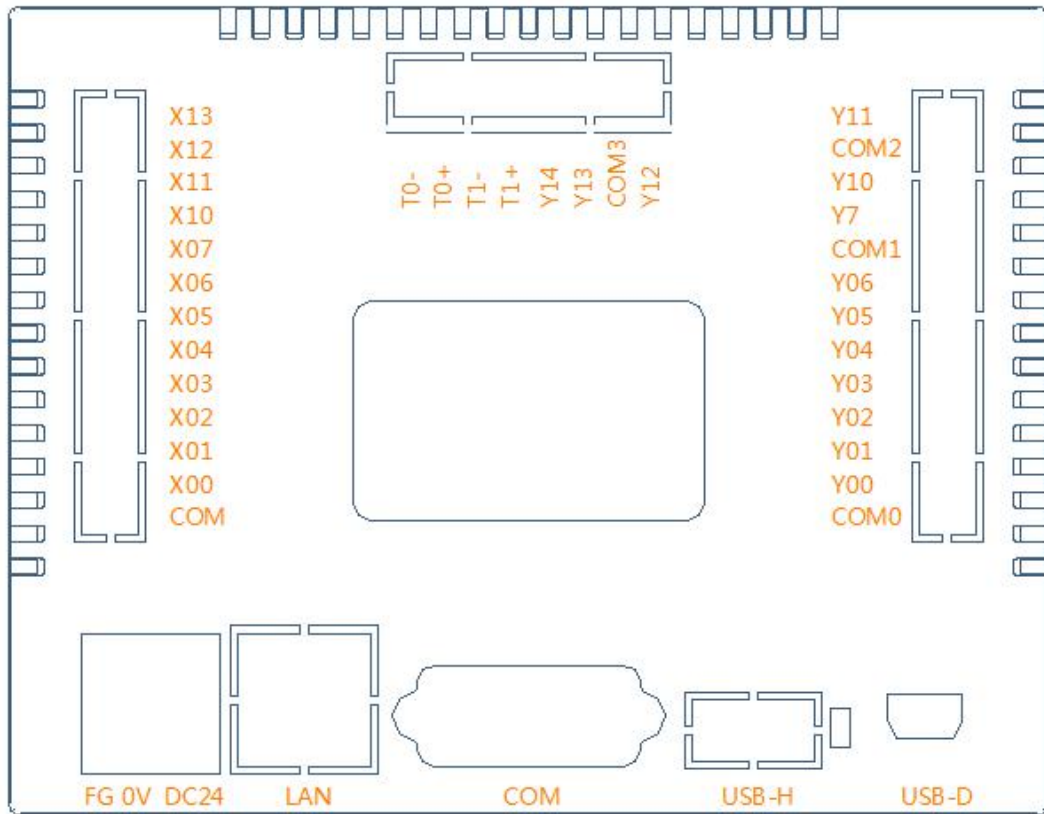 X13
X12
X11
X10
X07
X06
X05
X04
X03
X02
X01
X00
COM
T0-
T0+
T1-
T1+
Y14
Y13
COM3
Y12
Y11
COM2
Y10
Y7
COM1
Y06
Y05
Y04
Y03
Y02
Y01
Y00
COM0
FG 0V DC24
LAN
COM
USB-H
USB-D